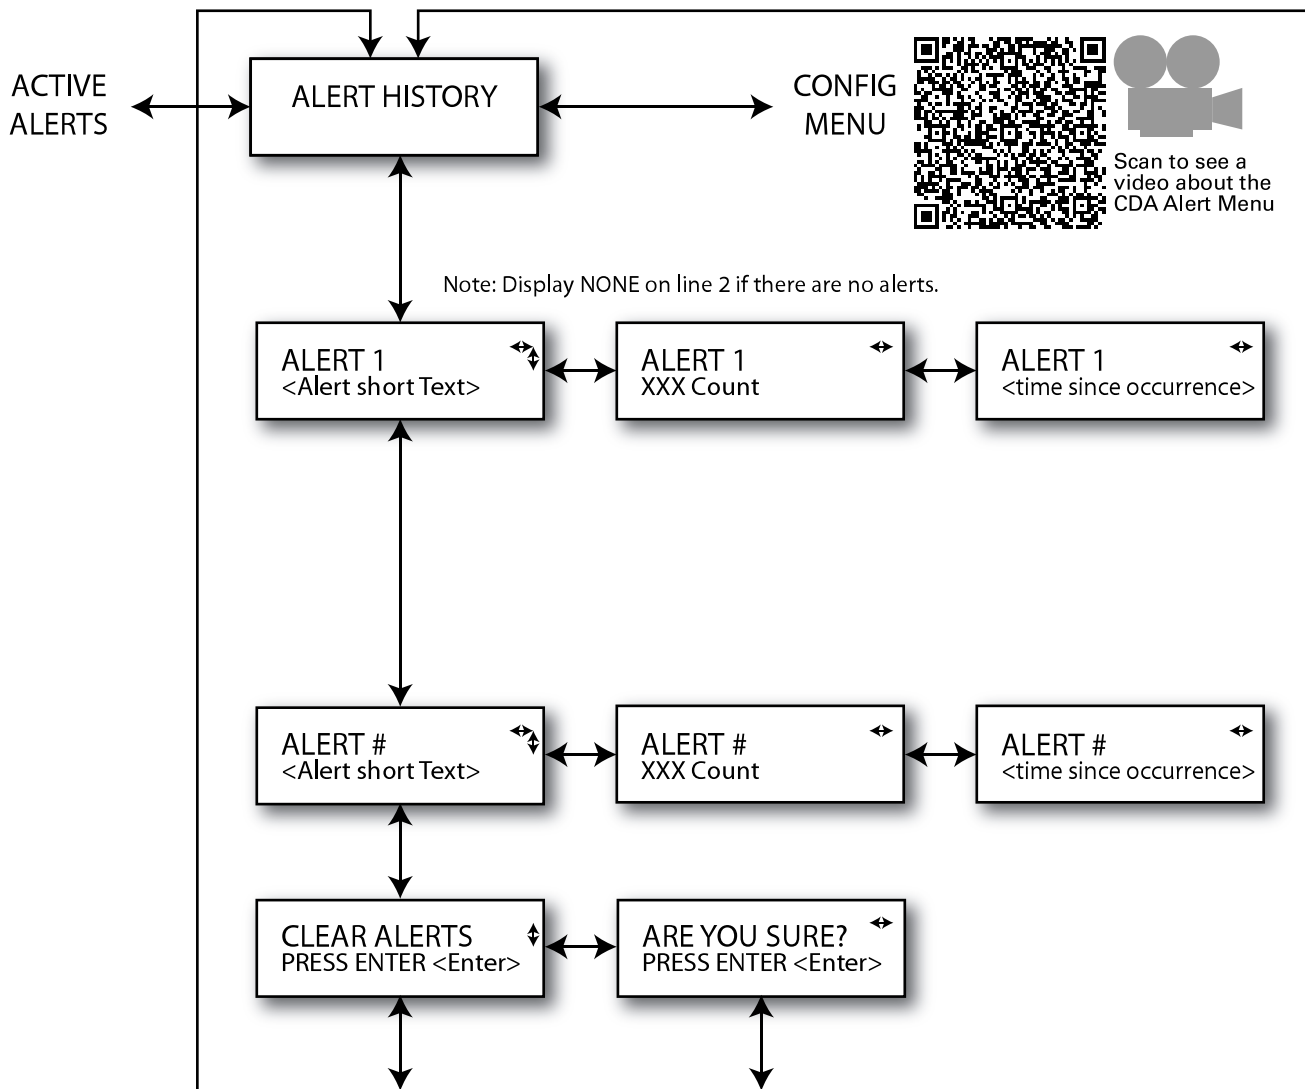 ACTIVE
ALERTS
ALERT HISTORY
CONFIG
MENU
Scan to see a
video about the
CDA Alert Menu
Note: Display NONE on line 2 if there are no alerts.
ALERT 1
<Alert short Text>
ALERT 1
XXX Count
ALERT 1
<time since occurrence>
ALERT #
<Alert short Text>
ALERT #
XXX Count
ALERT #
<time since occurrence>
CLEAR ALERTS
PRESS ENTER <Enter>
ARE YOU SURE?
PRESS ENTER <Enter>